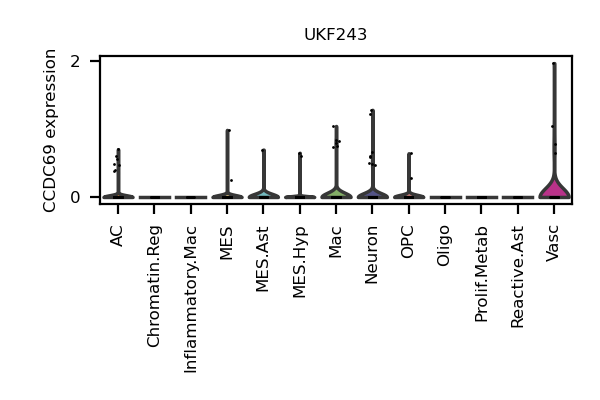 UKF243
CCDC69 expression
2
0
AC
Chromatin.Reg
Inflammatory.Mac
MES
MES.Ast
MES.Hyp
Mac
Neuron
OPC
Oligo
Prolif.Metab
Reactive.Ast
Vasc